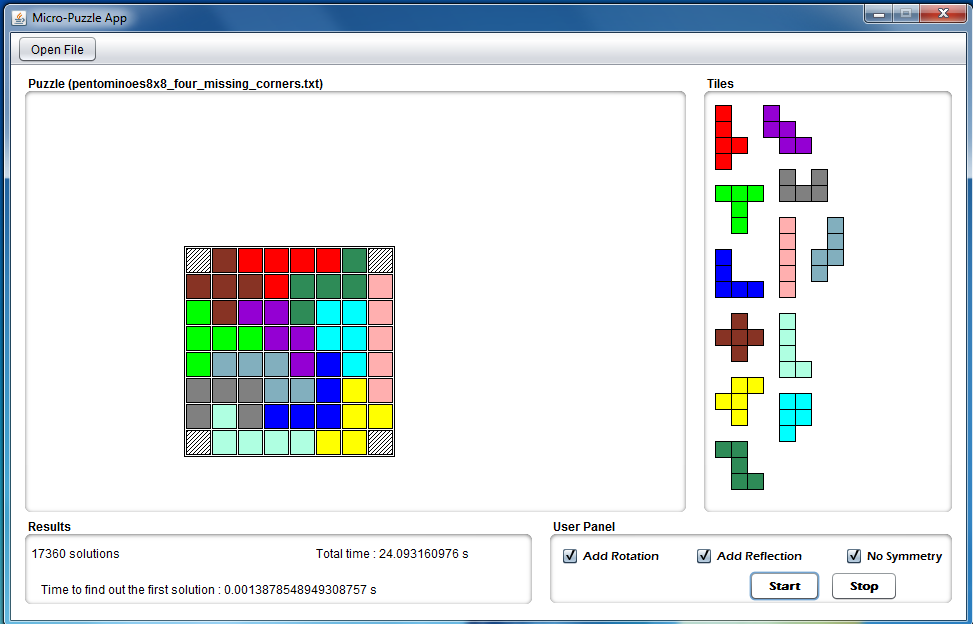 Micro-Puzzle App
Open File
Puzzle (pentominoes8x8_four_missing_corners.txt)
Tiles
Results
17360 solutions
Total time : 24.093160976 s
Time to find out the first solution : 0.0013878548949308757 s
User Panel
Add Rotation
Add Reflection
No Symmetry
Start
Stop